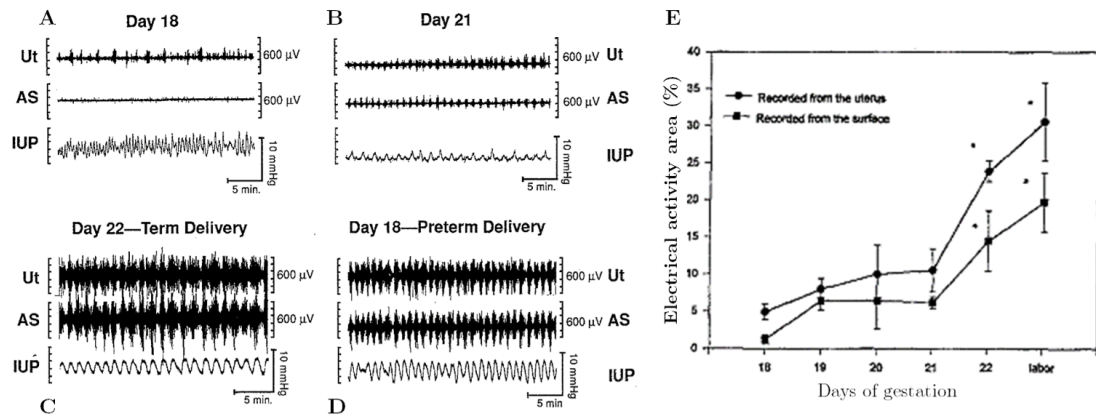 A
Day 18
Ut
600 μV
AS
600 μV
IUP
10 mmHg
5 min.
B
Day 21
Ut
600 μV
AS
600 μV
IUP
10 mmHg
5 min.
Day 22—Term Delivery
Ut
600 μV
AS
600 μV
IUP
10 mmHg
5 min.
C
Day 18—Preterm Delivery
Ut
600 μV
AS
600 μV
IUP
10 mmHg
5 min.
D
E
Electrical activity area (%)
40
35
30
25
20
15
10
5
0
Recorded from the uterus
Recorded from the surface
* * * *
18 19 20 21 22 labor
Days of gestation